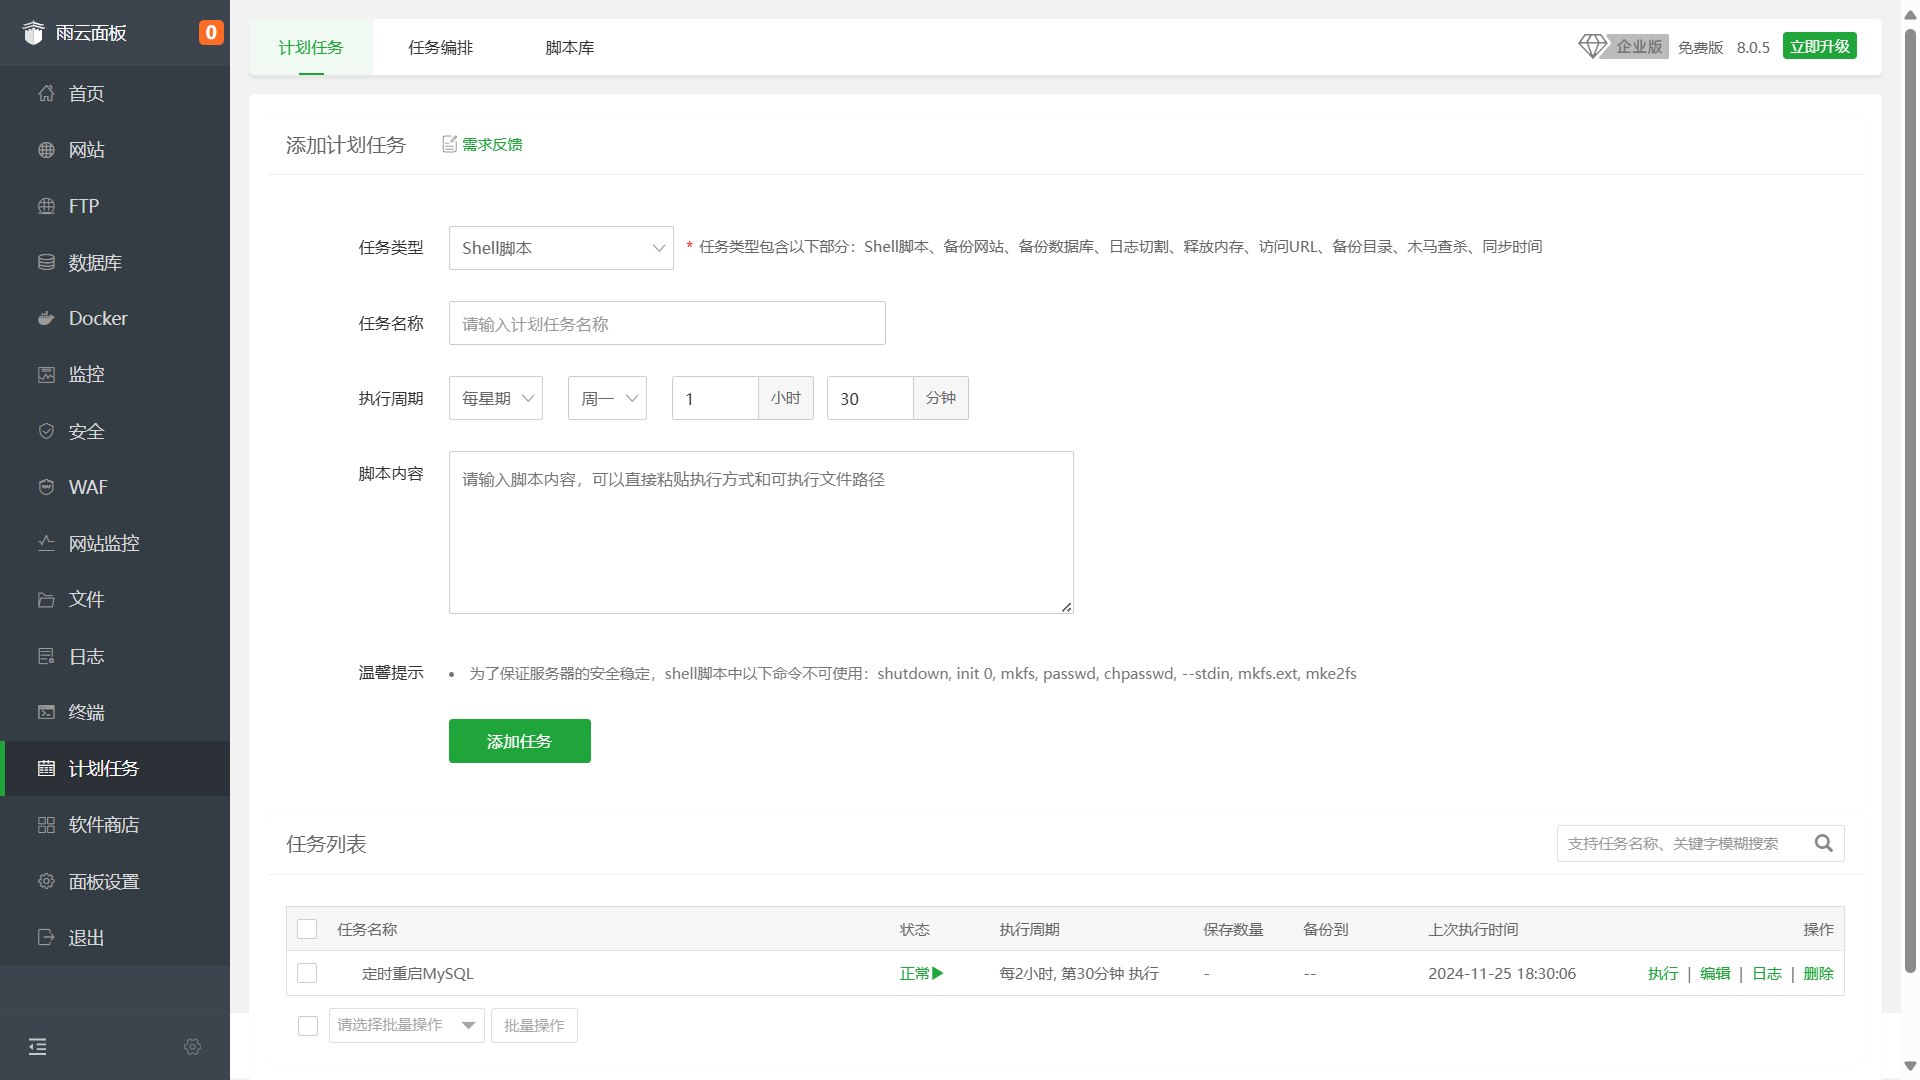 雨云面板
0
首页
网站
FTP
数据库
Docker
监控
安全
WAF
网站监控
文件
日志
终端
计划任务
软件商店
面板设置
退出
计划任务 任务编排 脚本库
企业版 免费版 8.0.5 立即升级
添加计划任务 需求反馈
任务类型 Shell脚本 * 任务类型包含以下部分：Shell脚本、备份网站、备份数据库、日志切割、释放内存、访问URL、备份目录、木马查杀、同步时间
任务名称 请输入计划任务名称
执行周期 每星期 周一 1 小时 30 分钟
脚本内容 请输入脚本内容，可以直接粘贴执行方式和可执行文件路径
温馨提示 • 为了保证服务器的安全稳定，shell脚本中以下命令不可使用：shutdown, init 0, mkfs, passwd, chpasswd, --stdin, mkfs.ext, mke2fs
添加任务
任务列表 支持任务名称、关键字模糊搜索
任务名称 状态 执行周期 保存数量 备份到 上次执行时间 操作
定时重启MySQL 正常 每2小时, 第30分钟 执行 - -- 2024-11-25 18:30:06 执行 | 编辑 | 日志 | 删除
请选择批量操作 批量操作